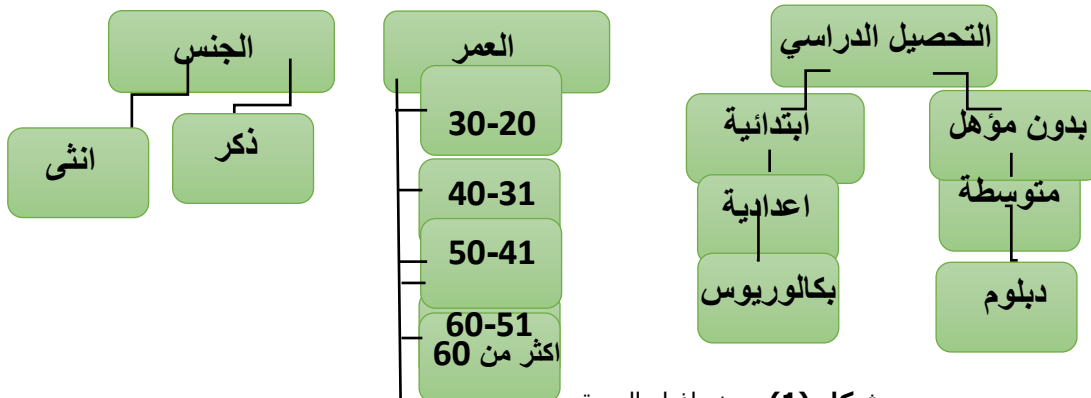 التحصيل الدراسي
بدون مؤهل
ابتدائية
متوسطة
اعدادية
دبلوم
بكالوريوس
العمر
30-20
40-31
50-41
60-51
اكثر من 60
الجنس
ذكر
انثى
(1)